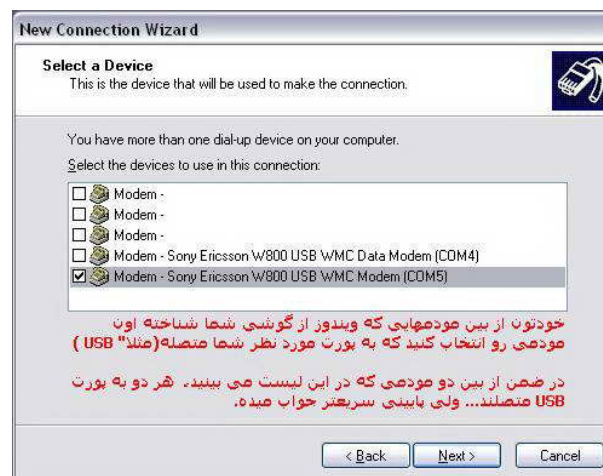 New Connection Wizard
Select a Device
This is the device that will be used to make the connection.
You have more than one dial-up device on your computer.
Select the devices to use in this connection:
Modem -
Modem -
Modem -
Modem - Sony Ericsson W800 USB WMC Data Modem (COM4)
Modem - Sony Ericsson W800 USB WMC Modem (COM5)
خودتون از بین مودمهایی که ویندوز از گوشی شما شناخته اون
مودمی رو انتخاب کنید که به پورت مورد نظر شما متصله(مثلا" USB )
در ضمن از بین دو مودمی که در این لیست می بینید، هر دو به پورت
USB متصلند... ولی پایینی سریعتر جواب میده.
< Back
Next >
Cancel